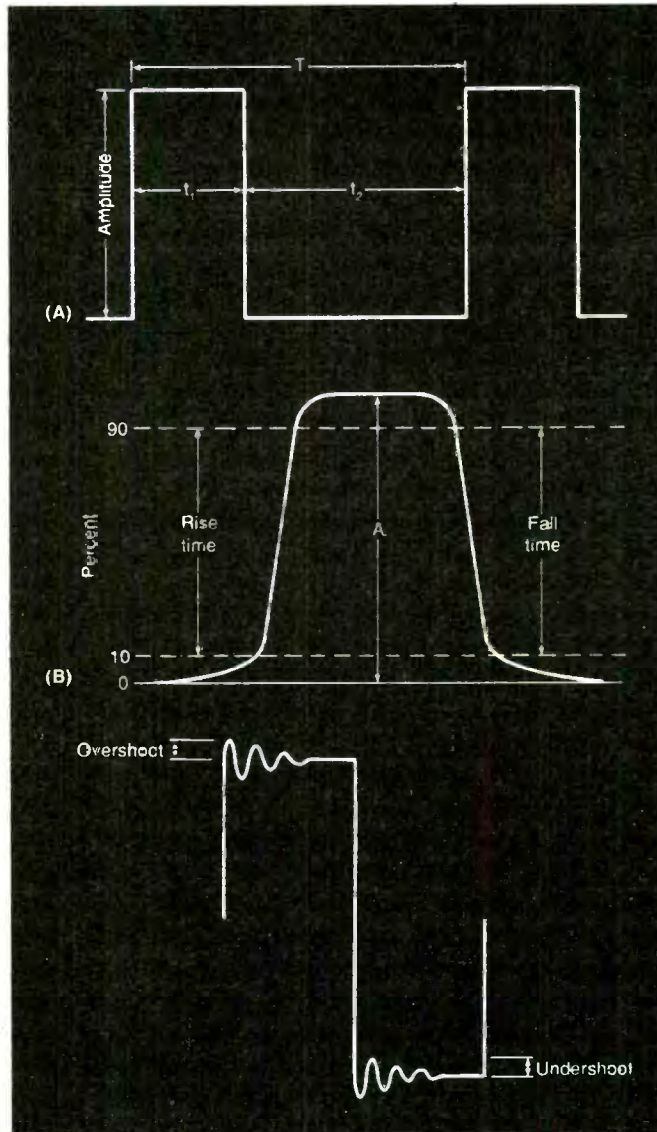 T
Amplitude
t₁
t₂
(A)
90
Rise
time
A
Fall
time
Percent
10
(B)
0
Overshoot
Undershoot